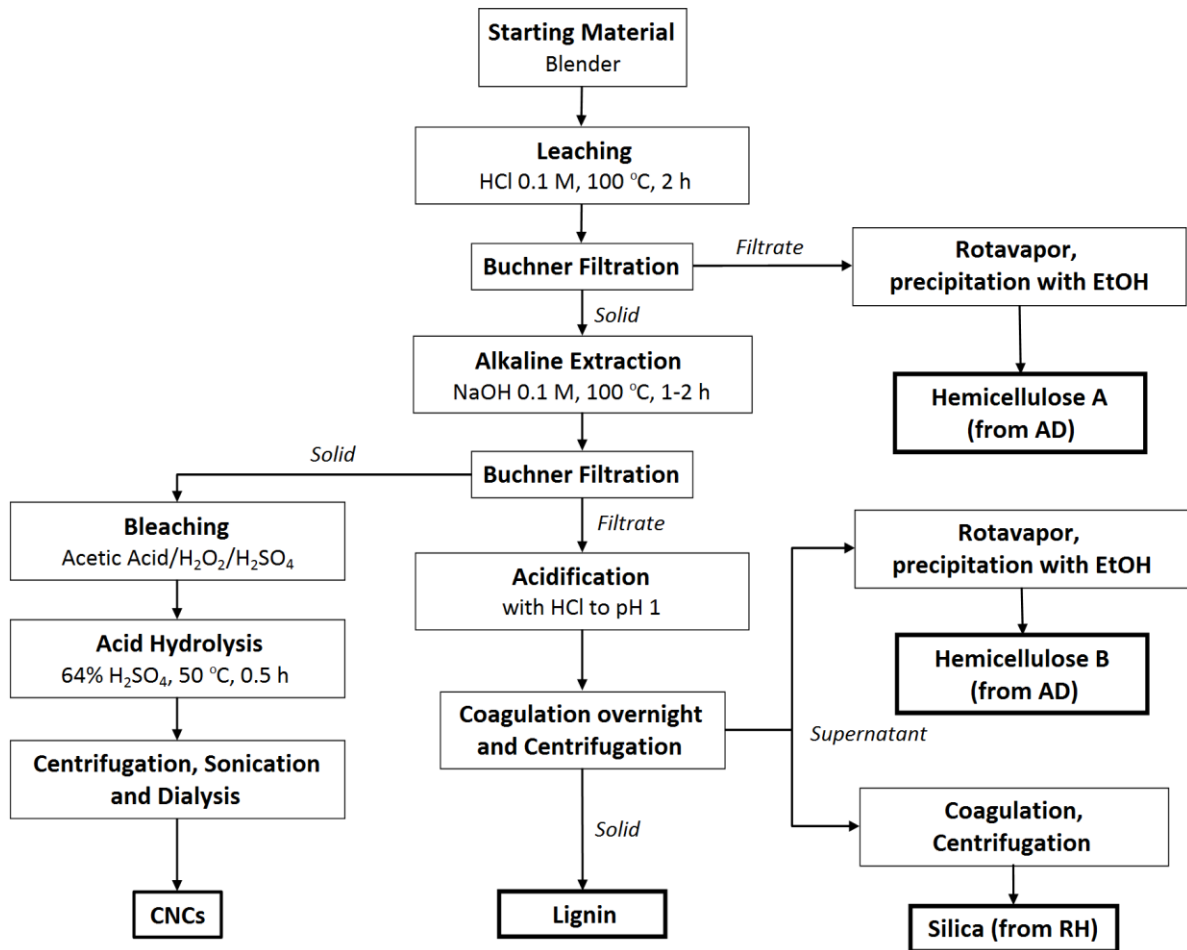 Starting Material
Blender
Leaching
HCl 0.1 M, 100 °C, 2 h
Buchner Filtration
Filtrate
Rotavapor,
precipitation with EtOH
Solid
Alkaline Extraction
NaOH 0.1 M, 100 °C, 1-2 h
Hemicellulose A
(from AD)
Solid
Buchner Filtration
Filtrate
Bleaching
Acetic Acid/H₂O₂/H₂SO₄
Acidification
with HCl to pH 1
Rotavapor,
precipitation with EtOH
Acid Hydrolysis
64% H₂SO₄, 50 °C, 0.5 h
Hemicellulose B
(from AD)
Coagulation overnight
and Centrifugation
Supernatant
Centrifugation, Sonication
and Dialysis
Solid
Coagulation,
Centrifugation
CNCs
Lignin
Silica (from RH)